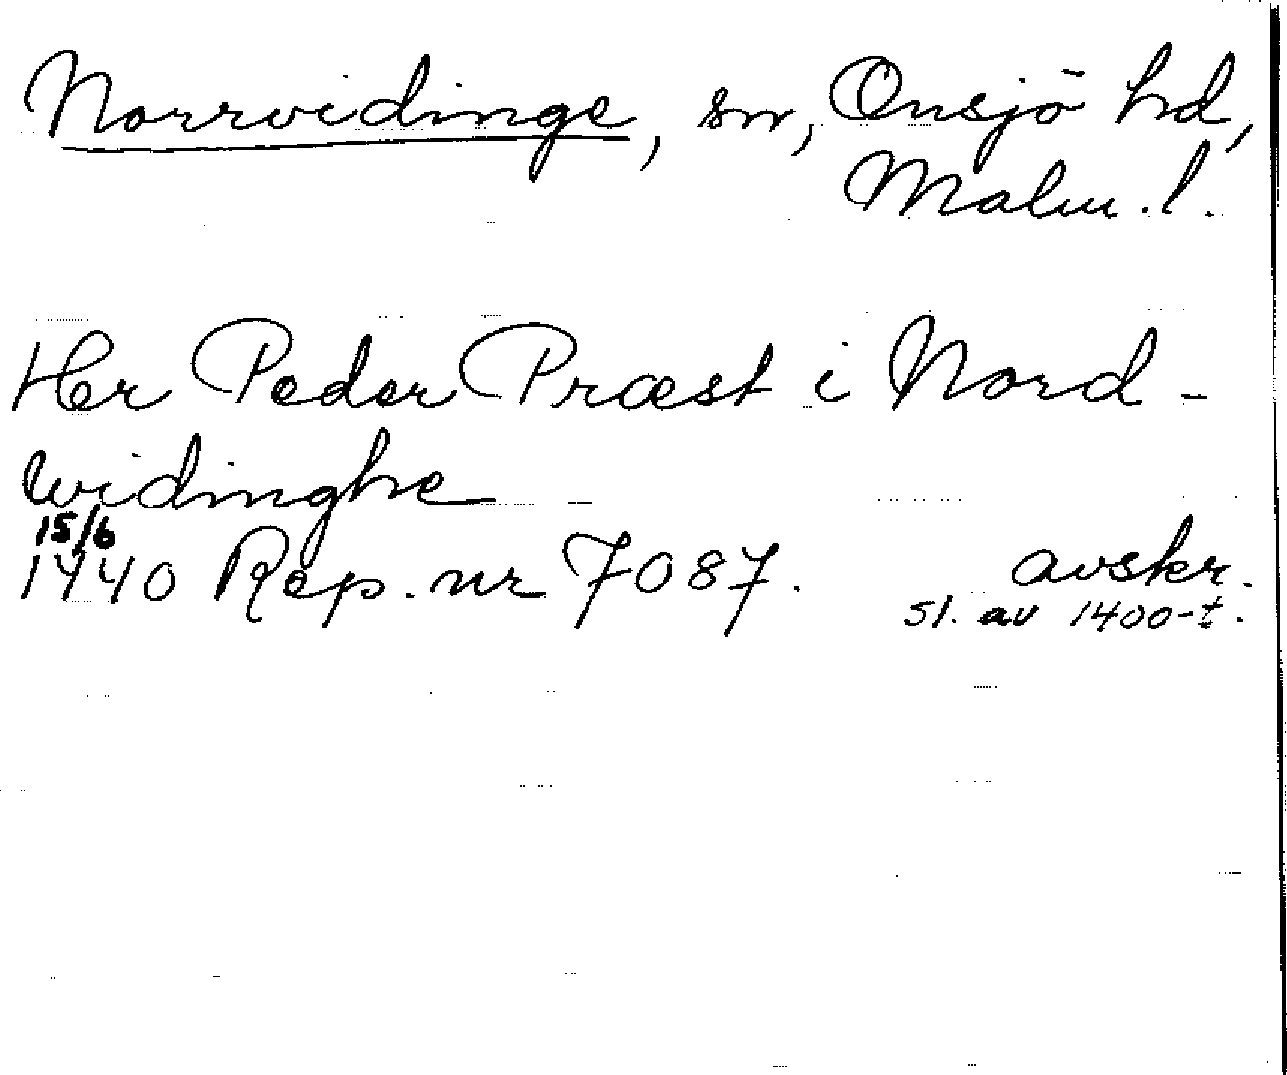 Norrvidinge, sn, Onsjö hd,
Malm. l.
Her Peder Præst i Nord-
widinghe
15/6
1440 Rep. nr 7087. avskr.
sl. av 1400-t.